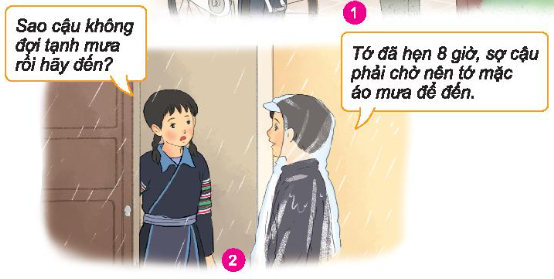 1
Sao cậu không
đợi tạnh mưa
rồi hãy đến?
Tớ đã hẹn 8 giờ, sợ cậu
phải chờ nên tớ mặc
áo mưa để đến.
2